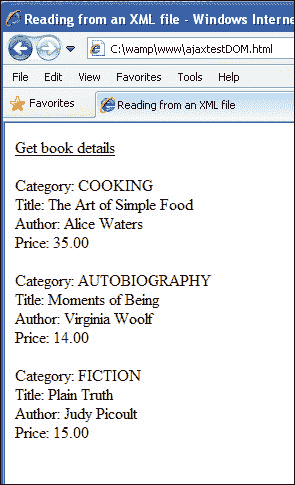 Reading from an XML file - Windows Interne
C:\wamp\www\ajaxtestDOM.html
File Edit View Favorites Tools Help
Favorites Reading from an XML file
Get book details
Category: COOKING
Title: The Art of Simple Food
Author: Alice Waters
Price: 35.00
Category: AUTOBIOGRAPHY
Title: Moments of Being
Author: Virginia Woolf
Price: 14.00
Category: FICTION
Title: Plain Truth
Author: Judy Picoult
Price: 15.00